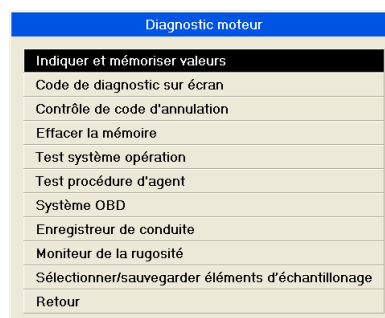 Diagnostic moteur
Indiquer et mémoriser valeurs
Code de diagnostic sur écran
Contrôle de code d'annulation
Effacer la mémoire
Test système opération
Test procédure d'agent
Système OBD
Enregistreur de conduite
Moniteur de la rugosité
Sélectionner/sauvegarder éléments d'échantillonage
Retour